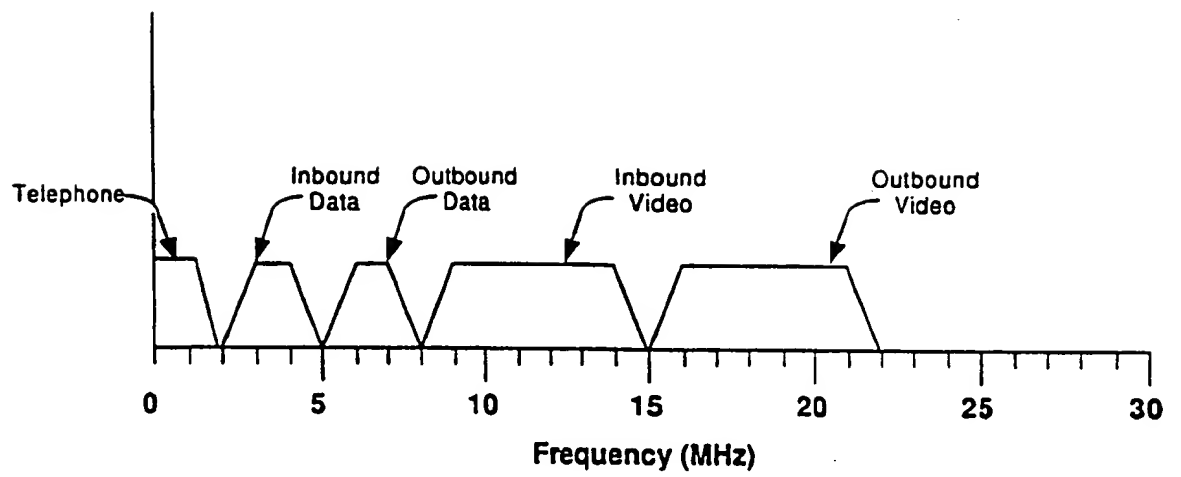 Telephone
Inbound
Data
Outbound
Data
Inbound
Video
Outbound
Video
0 5 10 15 20 25 30
Frequency (MHz)